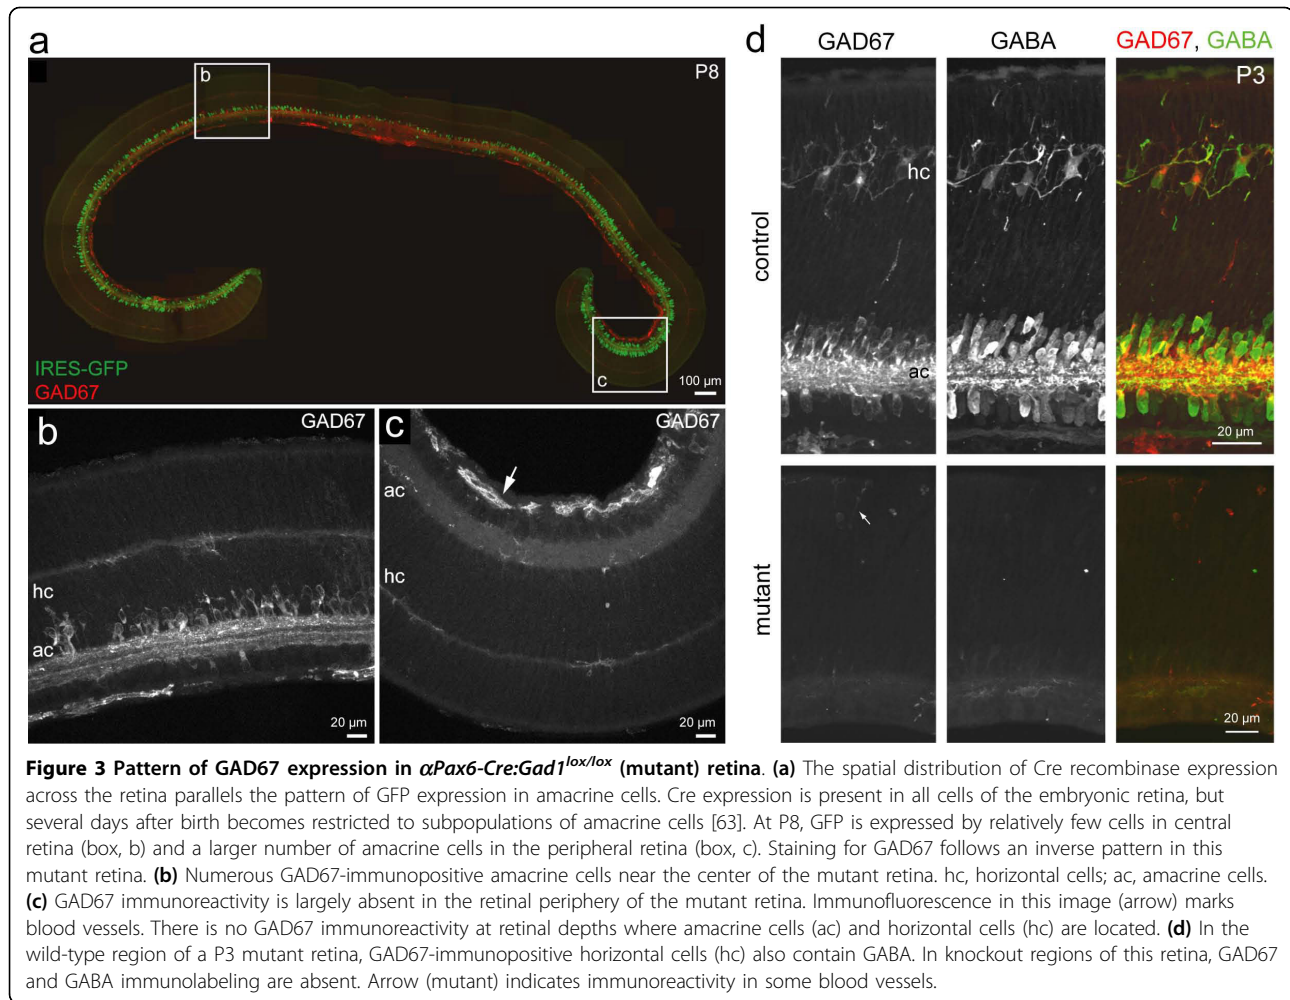 a
b
P8
c
IRES-GFP
GAD67
100 µm
b
GAD67
hc
ac
20 µm
c
GAD67
ac
hc
20 µm
d
GAD67
GABA
GAD67, GABA
P3
control
hc
ac
20 µm
mutant
20 µm
Figure 3 Pattern of GAD67 expression in αPax6-Cre:Gad1lox/lox (mutant) retina. (a) The spatial distribution of Cre recombinase expression
across the retina parallels the pattern of GFP expression in amacrine cells. Cre expression is present in all cells of the embryonic retina, but
several days after birth becomes restricted to subpopulations of amacrine cells [63]. At P8, GFP is expressed by relatively few cells in central
retina (box, b) and a larger number of amacrine cells in the peripheral retina (box, c). Staining for GAD67 follows an inverse pattern in this
mutant retina. (b) Numerous GAD67-immunopositive amacrine cells near the center of the mutant retina. hc, horizontal cells; ac, amacrine cells.
(c) GAD67 immunoreactivity is largely absent in the retinal periphery of the mutant retina. Immunofluorescence in this image (arrow) marks
blood vessels. There is no GAD67 immunoreactivity at retinal depths where amacrine cells (ac) and horizontal cells (hc) are located. (d) In the
wild-type region of a P3 mutant retina, GAD67-immunopositive horizontal cells (hc) also contain GABA. In knockout regions of this retina, GAD67
and GABA immunolabeling are absent. Arrow (mutant) indicates immunoreactivity in some blood vessels.